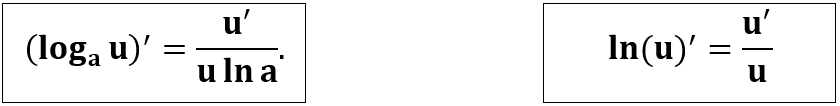 (logₐ u)′ = u′ / (u ln a).
ln(u)′ = u′ / u